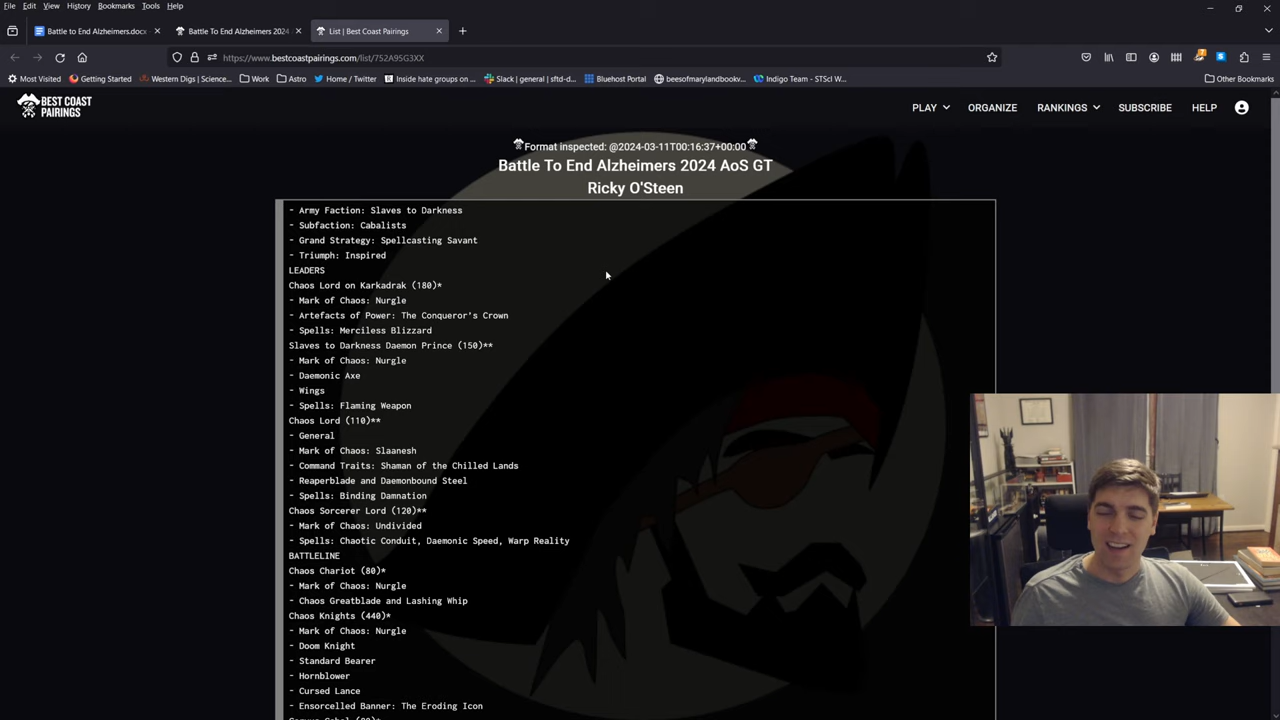 File Edit View History Bookmarks Tools Help
Battle to End Alzheimers.docx
Battle To End Alzheimers 2024
List | Best Coast Pairings
https://www.bestcoastpairings.com/list/752A95G3XX
Most Visited Getting Started Western Digs | Science... Work Astro Home / Twitter Inside hate groups on ... Slack | general | sftd-d... Bluehost Portal beesofmarylandbookv... Indigo Team - STScI W... Other Bookmarks
BEST COAST
PAIRINGS
PLAY ORGANIZE RANKINGS SUBSCRIBE HELP
Format inspected: @2024-03-11T00:16:37+00:00
Battle To End Alzheimers 2024 AoS GT
Ricky O'Steen
- Army Faction: Slaves to Darkness
- Subfaction: Cabalists
- Grand Strategy: Spellcasting Savant
- Triumph: Inspired
LEADERS
Chaos Lord on Karkadrak (180)*
- Mark of Chaos: Nurgle
- Artefacts of Power: The Conqueror's Crown
- Spells: Merciless Blizzard
Slaves to Darkness Daemon Prince (150)**
- Mark of Chaos: Nurgle
- Daemonic Axe
- Wings
- Spells: Flaming Weapon
Chaos Lord (110)**
- General
- Mark of Chaos: Slaanesh
- Command Traits: Shaman of the Chilled Lands
- Reaperblade and Daemonbound Steel
- Spells: Binding Damnation
Chaos Sorcerer Lord (120)**
- Mark of Chaos: Undivided
- Spells: Chaotic Conduit, Daemonic Speed, Warp Reality
BATTLELINE
Chaos Chariot (80)*
- Mark of Chaos: Nurgle
- Chaos Greatblade and Lashing Whip
Chaos Knights (440)*
- Mark of Chaos: Nurgle
- Doom Knight
- Standard Bearer
- Hornblower
- Cursed Lance
- Ensorcelled Banner: The Eroding Icon